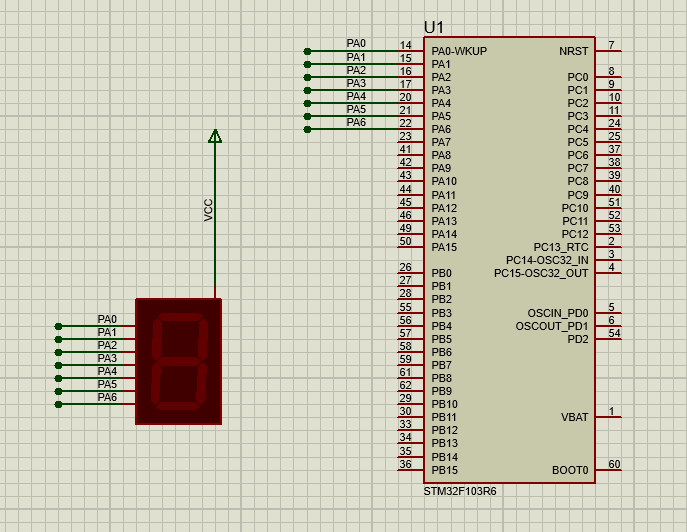 U1
PA0 14 PA0-WKUP NRST 7
PA1 15 PA1
PA2 16 PA2 PC0 8
PA3 17 PA3 PC1 9
PA4 20 PA4 PC2 10
PA5 21 PA5 PC3 11
PA6 22 PA6 PC4 24
23 PA7 PC5 25
41 PA8 PC6 37
42 PA9 PC7 38
43 PA10 PC8 39
44 PA11 PC9 40
45 PA12 PC10 51
46 PA13 PC11 52
49 PA14 PC12 53
50 PA15 PC13_RTC 2
PC14-OSC32_IN 3
26 PB0 PC15-OSC32_OUT 4
27 PB1
28 PB2
55 PB3 OSCIN_PD0 5
56 PB4 OSCOUT_PD1 6
57 PB5 PD2 54
58 PB6
59 PB7
61 PB8
62 PB9
29 PB10
30 PB11 VBAT 1
33 PB12
34 PB13
35 PB14
36 PB15 BOOT0 60
STM32F103R6
VCC
PA0
PA1
PA2
PA3
PA4
PA5
PA6